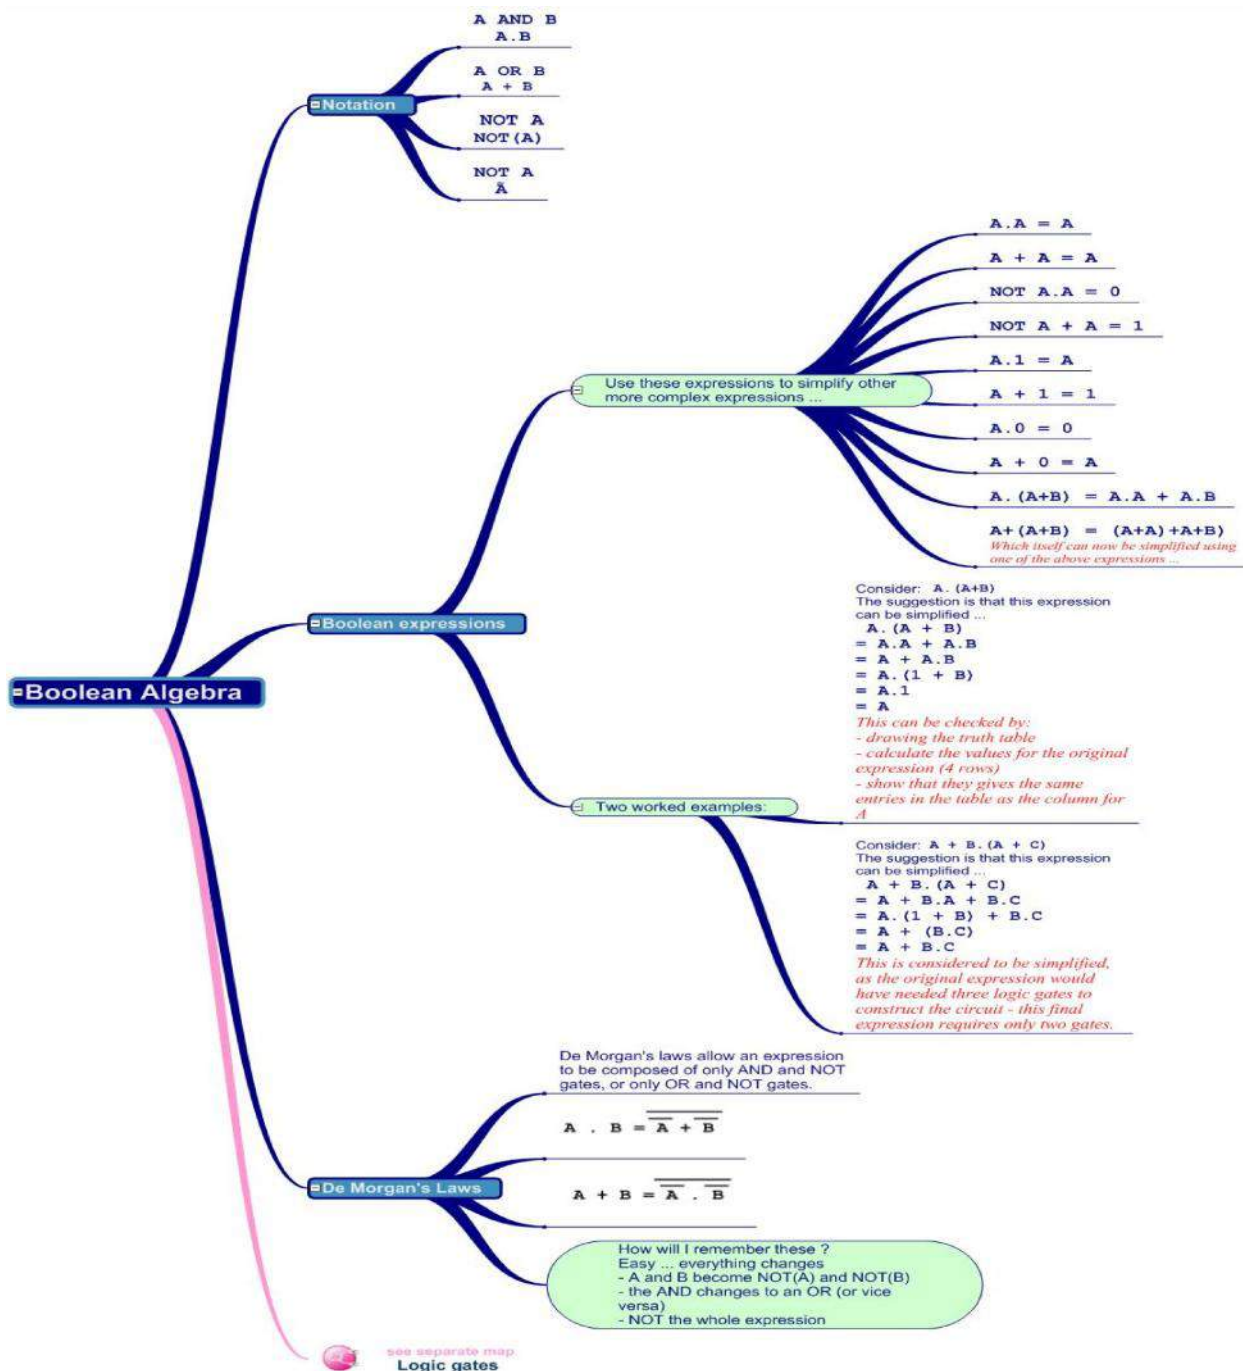 A AND B
A.B
A OR B
A + B
Notation
NOT A
NOT(A)
NOT A
Ā
A.A = A
A + A = A
NOT A.A = 0
NOT A + A = 1
A.1 = A
Use these expressions to simplify other
more complex expressions ...
A + 1 = 1
A.0 = 0
A + 0 = A
A.(A+B) = A.A + A.B
A+(A+B) = (A+A)+A+B)
Which itself can now be simplified using
one of the above expressions ...
Boolean expressions
Consider: A.(A+B)
The suggestion is that this expression
can be simplified ...
A.(A + B)
= A.A + A.B
= A + A.B
= A.(1 + B)
= A.1
= A
This can be checked by:
- drawing the truth table
- calculate the values for the original
expression (4 rows)
- show that they gives the same
entries in the table as the column for
A
Boolean Algebra
Two worked examples:
Consider: A + B.(A + C)
The suggestion is that this expression
can be simplified ...
A + B.(A + C)
= A + B.A + B.C
= A.(1 + B) + B.C
= A + (B.C)
= A + B.C
This is considered to be simplified,
as the original expression would
have needed three logic gates to
construct the circuit - this final
expression requires only two gates.
De Morgan's laws allow an expression
to be composed of only AND and NOT
gates, or only OR and NOT gates.
A . B = A̅ + B̅
De Morgan's Laws
A + B = A̅ . B̅
How will I remember these ?
Easy ... everything changes
- A and B become NOT(A) and NOT(B)
- the AND changes to an OR (or vice
versa)
- NOT the whole expression
see separate map
Logic gates